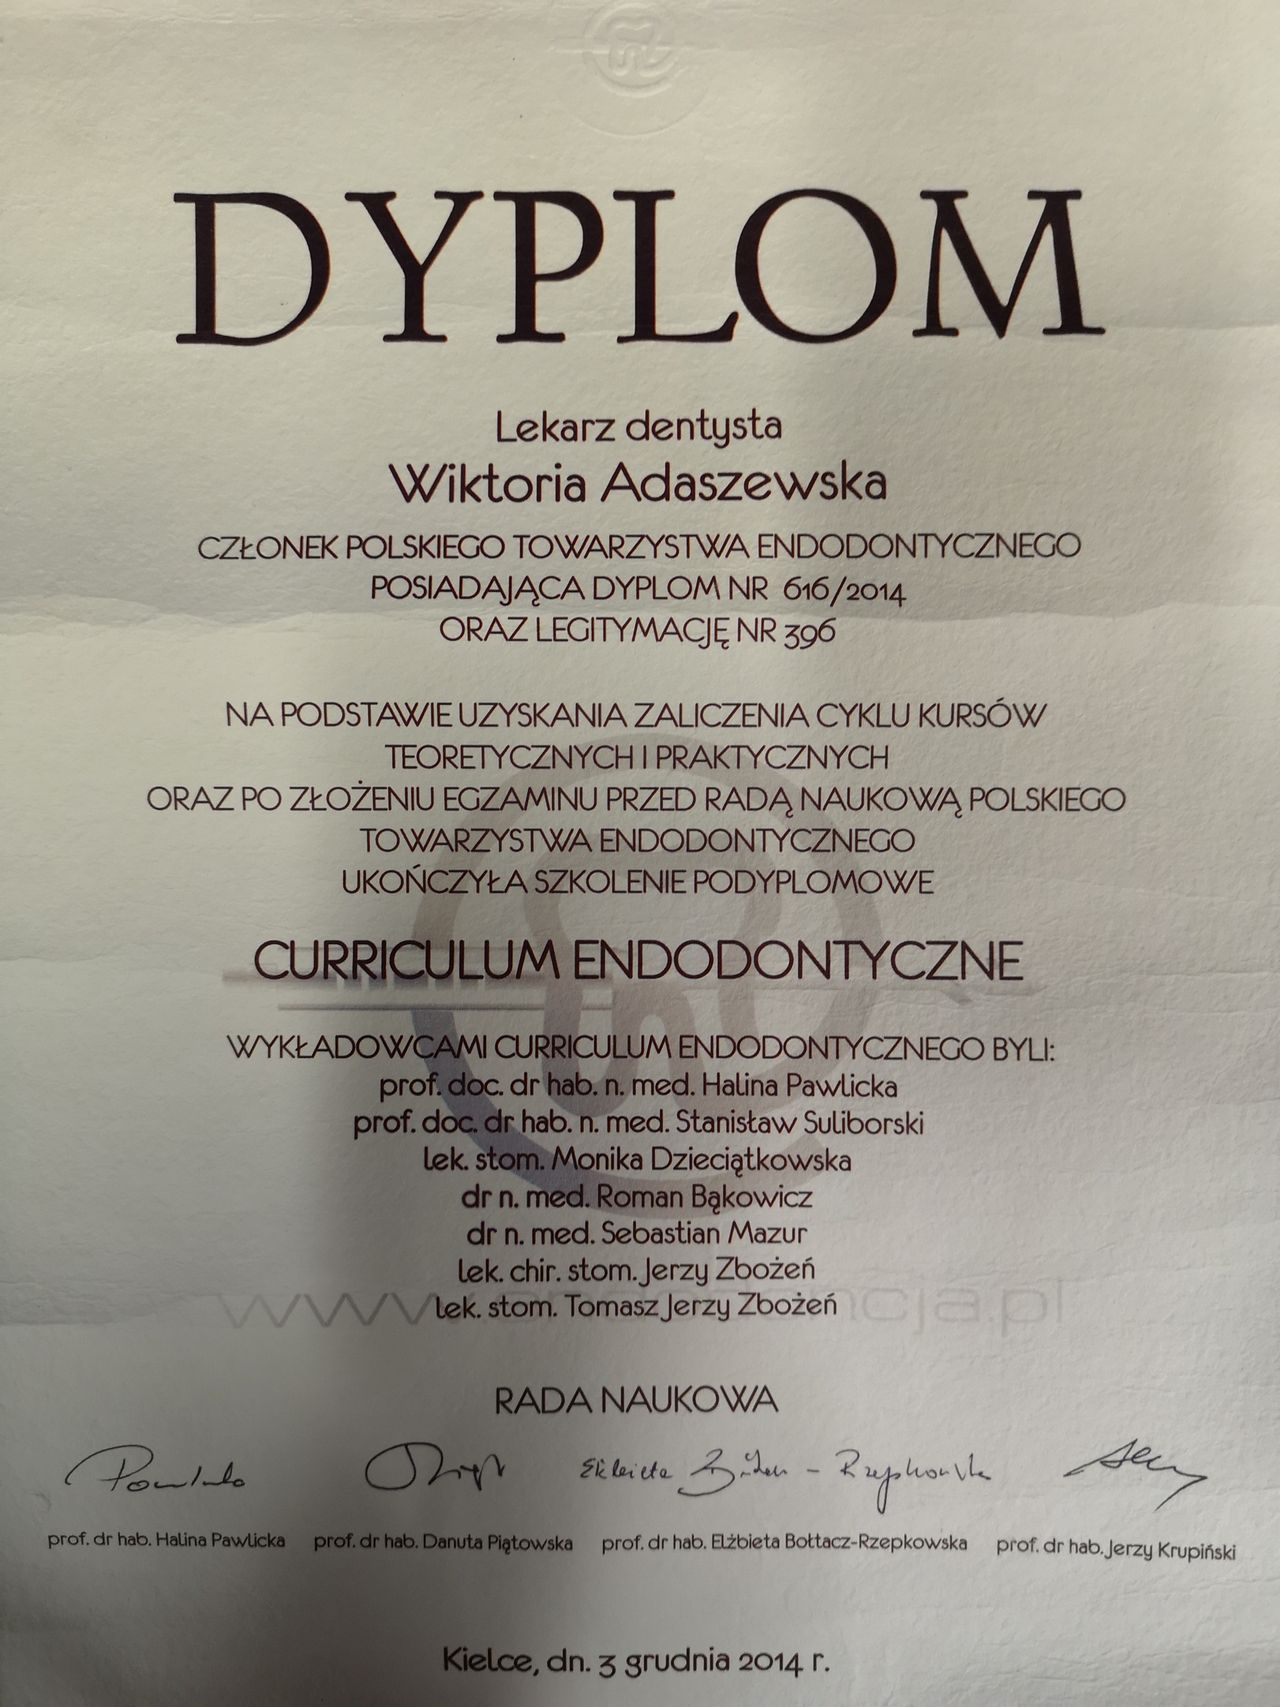 DYPLOM
Lekarz dentysta
Wiktoria Adaszewska
CZŁONEK POLSKIEGO TOWARZYSTWA ENDODONTYCZNEGO
POSIADAJĄCA DYPLOM NR 616/2014
ORAZ LEGITYMACJĘ NR 396
NA PODSTAWIE UZYSKANIA ZALICZENIA CYKLU KURSÓW
TEORETYCZNYCH I PRAKTYCZNYCH
ORAZ PO ZŁOŻENIU EGZAMINU PRZED RADĄ NAUKOWĄ POLSKIEGO
TOWARZYSTWA ENDODONTYCZNEGO
UKOŃCZYŁA SZKOLENIE PODYPLOMOWE
CURRICULUM ENDODONTYCZNE
WYKŁADOWCAMI CURRICULUM ENDODONTYCZNEGO BYLI:
prof. doc. dr hab. n. med. Halina Pawlicka
prof. doc. dr hab. n. med. Stanisław Suliborski
lek. stom. Monika Dzieciątkowska
dr n. med. Roman Bąkowicz
dr n. med. Sebastian Mazur
lek. chir. stom. Jerzy Zbożeń
lek. stom. Tomasz Jerzy Zbożeń
RADA NAUKOWA
prof. dr hab. Halina Pawlicka prof. dr hab. Danuta Piątowska prof. dr hab. Elżbieta Bołtacz-Rzepkowska prof. dr hab. Jerzy Krupiński
Kielce, dn. 3 grudnia 2014 r.